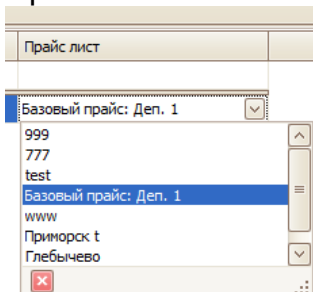 Прайс лист
Базовый прайс: Деп. 1
999
777
test
Базовый прайс: Деп. 1
www
Приморск t
Глебычево